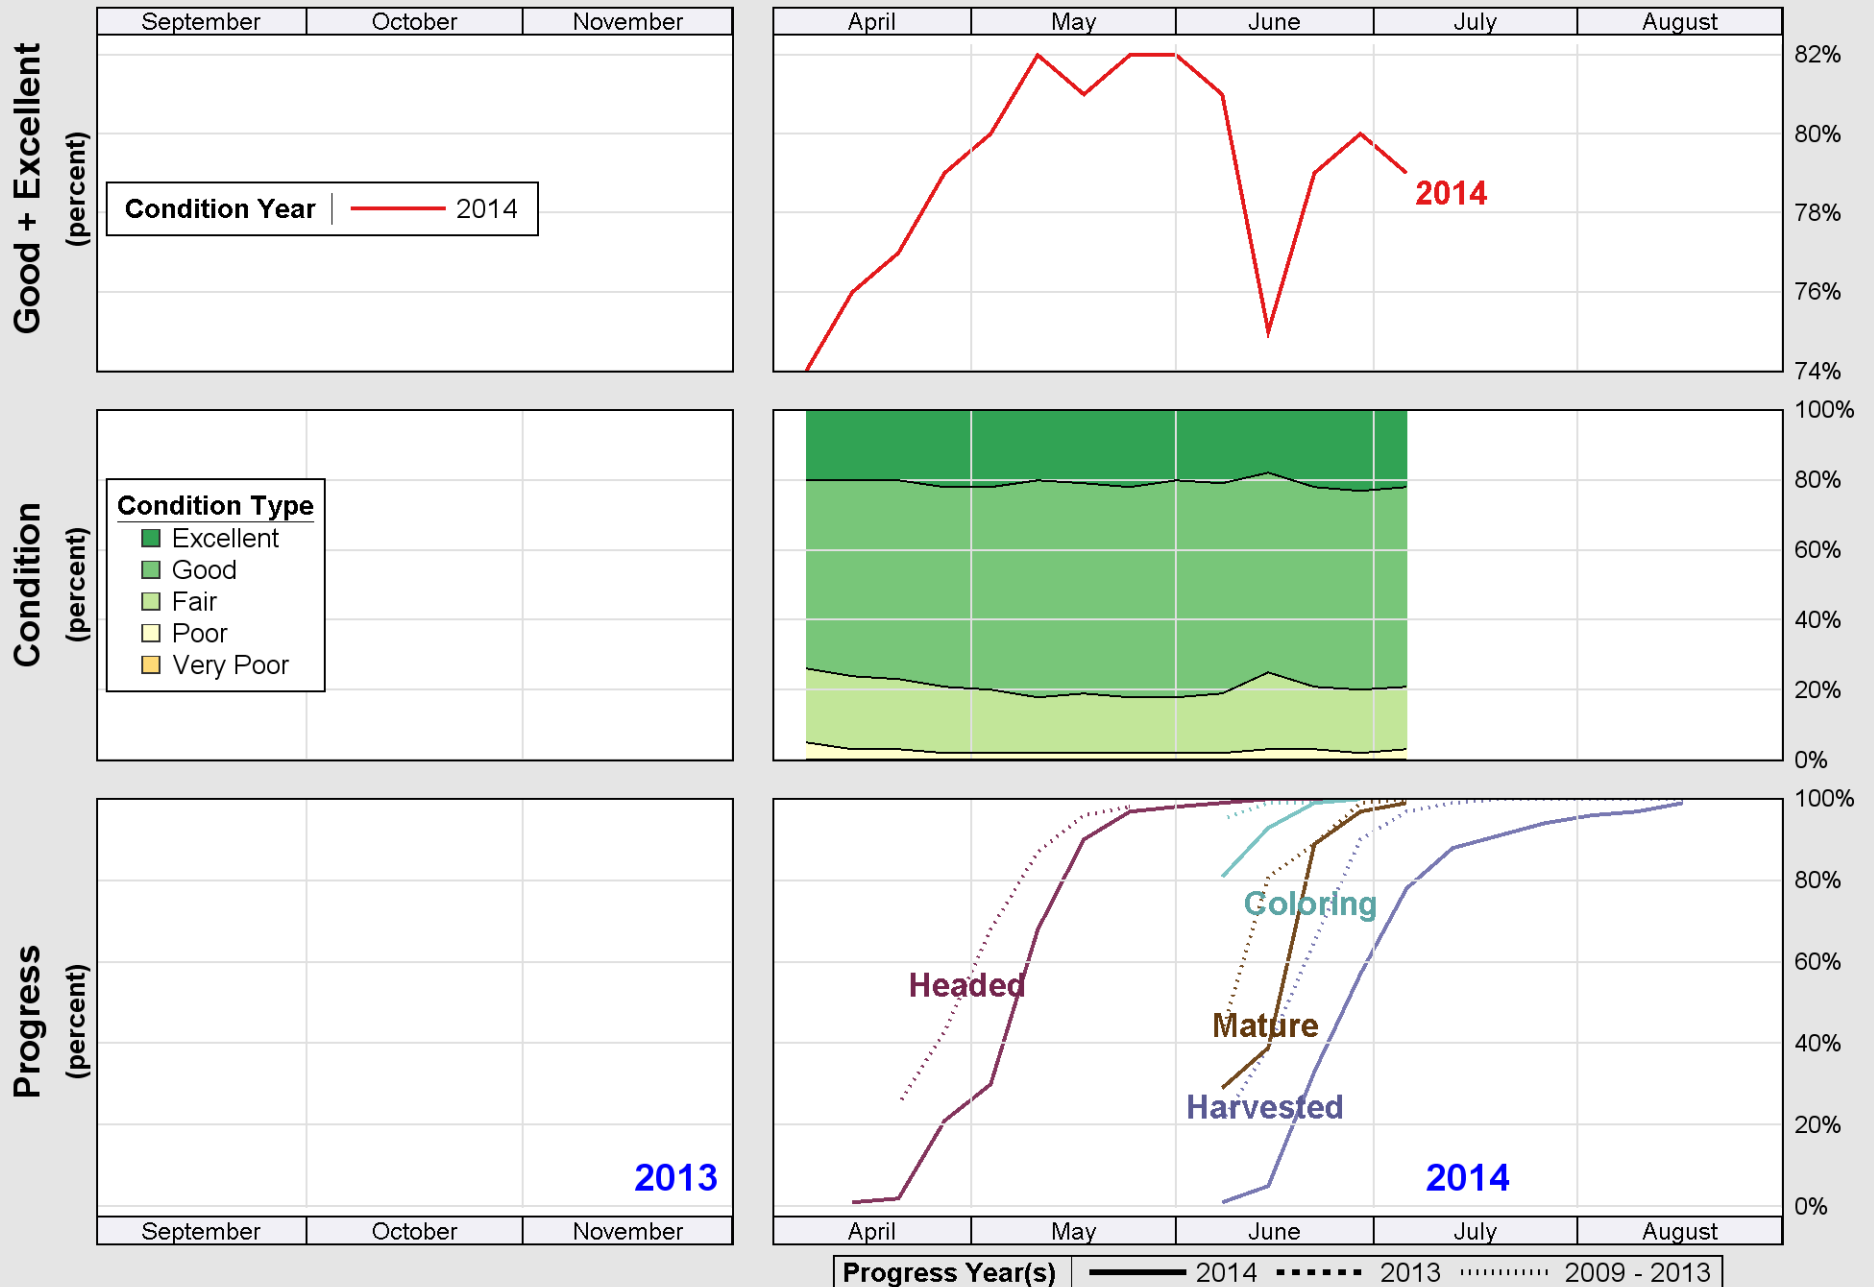 September October November April May June July August
Good + Excellent
(percent)
82%
80%
78%
76%
74%
Condition Year 2014
2014
Condition
(percent)
100%
80%
60%
40%
20%
0%
Condition Type
Excellent
Good
Fair
Poor
Very Poor
Progress
(percent)
100%
80%
60%
40%
20%
0%
Coloring
Headed
Mature
Harvested
2013 2014
September October November April May June July August
Progress Year(s) 2014 2013 2009 - 2013